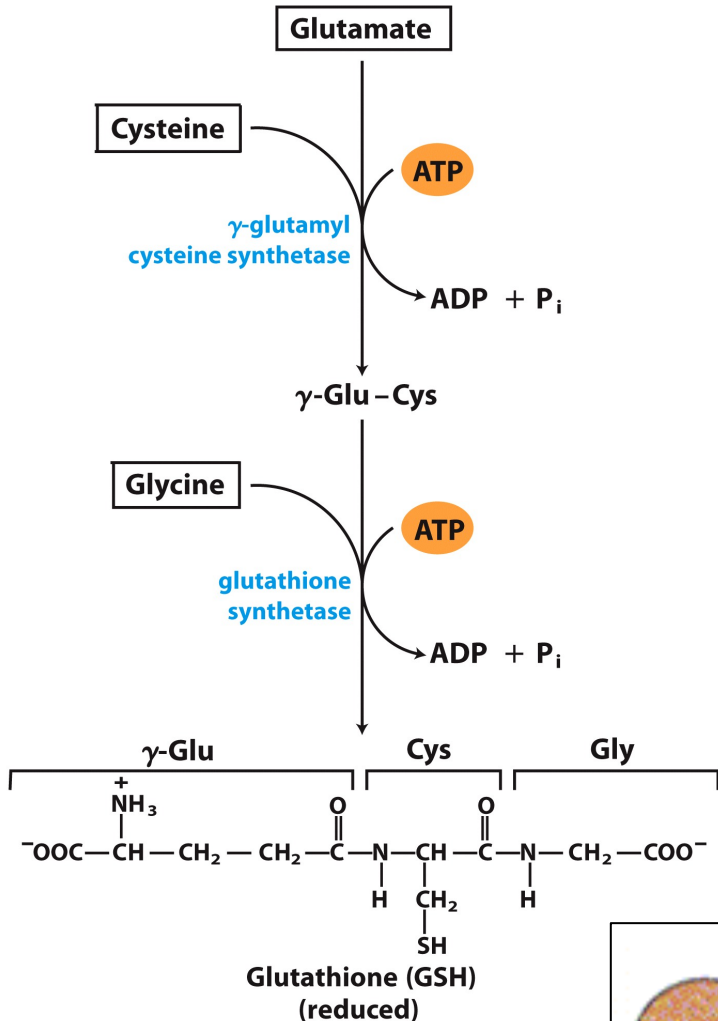 Glutamate
Cysteine
ATP
γ-glutamyl
cysteine synthetase
ADP + Pi
γ-Glu – Cys
Glycine
ATP
glutathione
synthetase
ADP + Pi
γ-Glu Cys Gly
+
NH3 O O
−OOC—CH—CH2—CH2—C—N—CH—C—N—CH2—COO−
H CH2 H
SH
Glutathione (GSH)
(reduced)